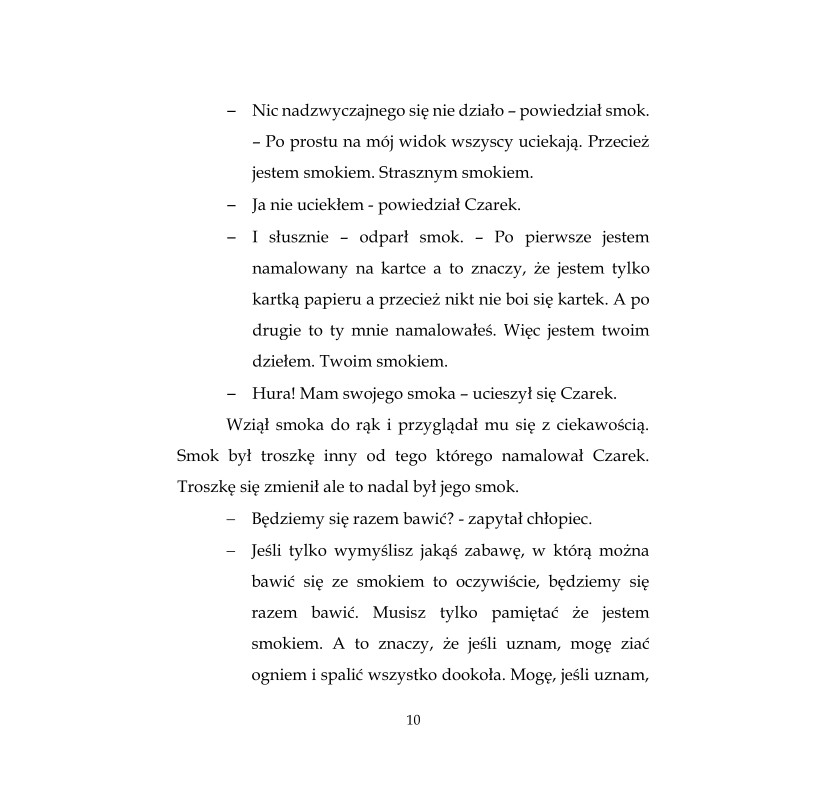 – Nic nadzwyczajnego się nie działo – powiedział smok.
– Po prostu na mój widok wszyscy uciekają. Przecież
jestem smokiem. Strasznym smokiem.
– Ja nie uciekłem - powiedział Czarek.
– I słusznie – odparł smok. – Po pierwsze jestem
namalowany na kartce a to znaczy, że jestem tylko
kartką papieru a przecież nikt nie boi się kartek. A po
drugie to ty mnie namalowałeś. Więc jestem twoim
dziełem. Twoim smokiem.
– Hura! Mam swojego smoka – ucieszył się Czarek.
Wziął smoka do rąk i przyglądał mu się z ciekawością.
Smok był troszkę inny od tego którego namalował Czarek.
Troszkę się zmienił ale to nadal był jego smok.
– Będziemy się razem bawić? - zapytał chłopiec.
– Jeśli tylko wymyślisz jakąś zabawę, w którą można
bawić się ze smokiem to oczywiście, będziemy się
razem bawić. Musisz tylko pamiętać że jestem
smokiem. A to znaczy, że jeśli uznam, mogę ziać
ogniem i spalić wszystko dookoła. Mogę, jeśli uznam,
10